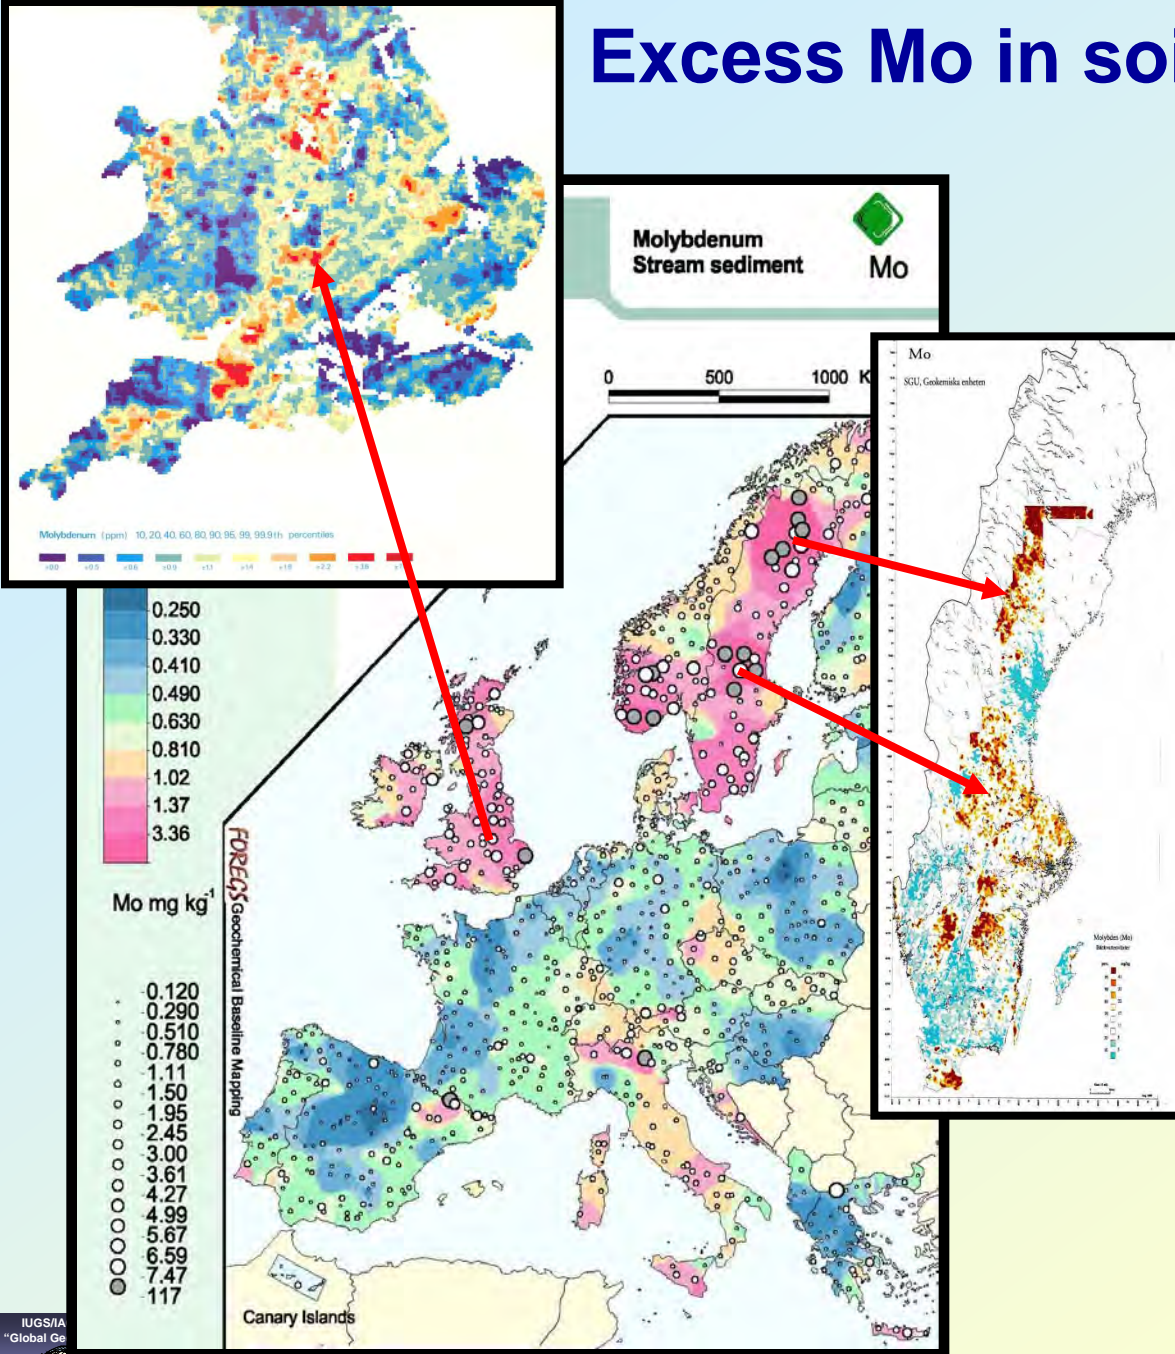 Excess Mo in soi
Molybdenum (ppm) 10, 20, 40, 60, 80, 90, 95, 99, 99.9th percentiles
Molybdenum
Stream sediment
Mo
0 500 1000 K
Mo
SGU, Geokemiska enheten
0.250
0.330
0.410
0.490
0.630
0.810
1.02
1.37
3.36
Mo mg kg-1
FOREGS Geochemical Baseline Mapping
0.120
0.290
0.510
0.780
1.11
1.50
1.95
2.45
3.00
3.61
4.27
4.99
5.67
6.59
7.47
117
Canary Islands
Molybden (Mo)
IUGS/IA
"Global Ge